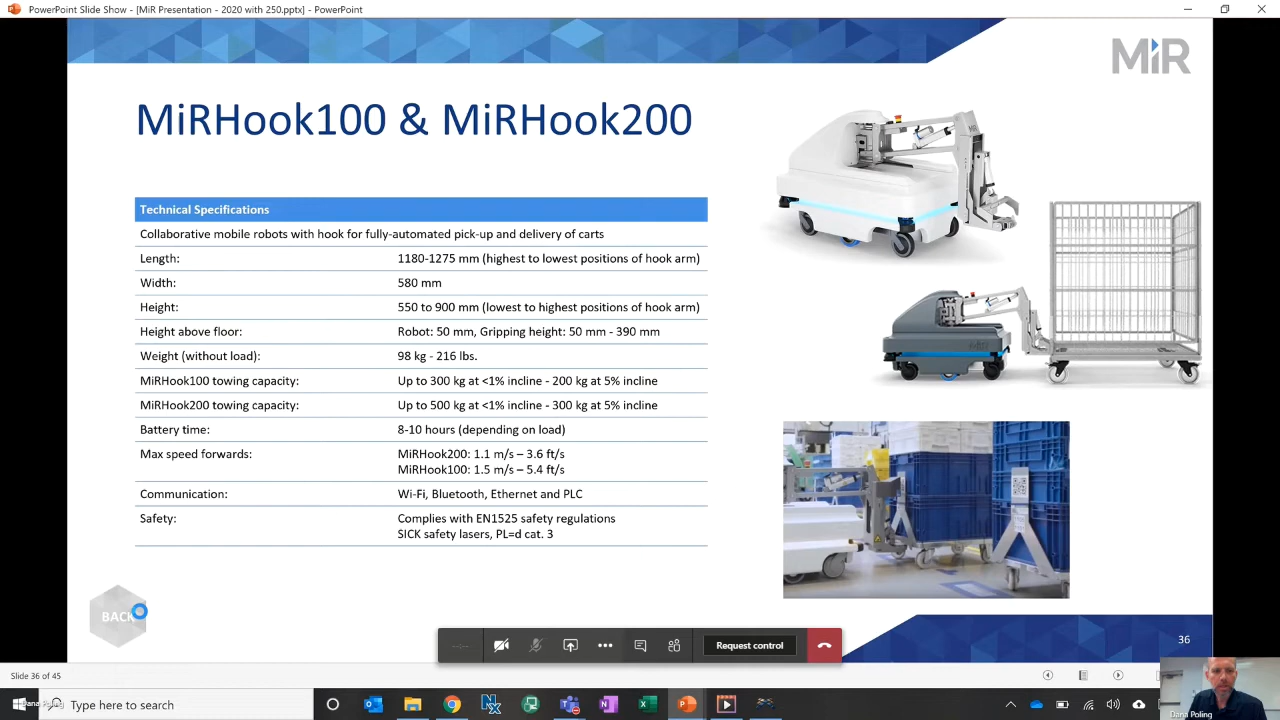 PowerPoint Slide Show - [MiR Presentation - 2020 with 250.pptx] - PowerPoint
MiR
MiRHook100 & MiRHook200
Technical Specifications
Collaborative mobile robots with hook for fully-automated pick-up and delivery of carts
Length: 1180-1275 mm (highest to lowest positions of hook arm)
Width: 580 mm
Height: 550 to 900 mm (lowest to highest positions of hook arm)
Height above floor: Robot: 50 mm, Gripping height: 50 mm - 390 mm
Weight (without load): 98 kg - 216 lbs.
MiRHook100 towing capacity: Up to 300 kg at <1% incline - 200 kg at 5% incline
MiRHook200 towing capacity: Up to 500 kg at <1% incline - 300 kg at 5% incline
Battery time: 8-10 hours (depending on load)
Max speed forwards: MiRHook200: 1.1 m/s – 3.6 ft/s
MiRHook100: 1.5 m/s – 5.4 ft/s
Communication: Wi-Fi, Bluetooth, Ethernet and PLC
Safety: Complies with EN1525 safety regulations
SICK safety lasers, PL=d cat. 3
MiR
BACK
Request control
36
Slide 36 of 45
Dana Poling
Type here to search
Dana Poling